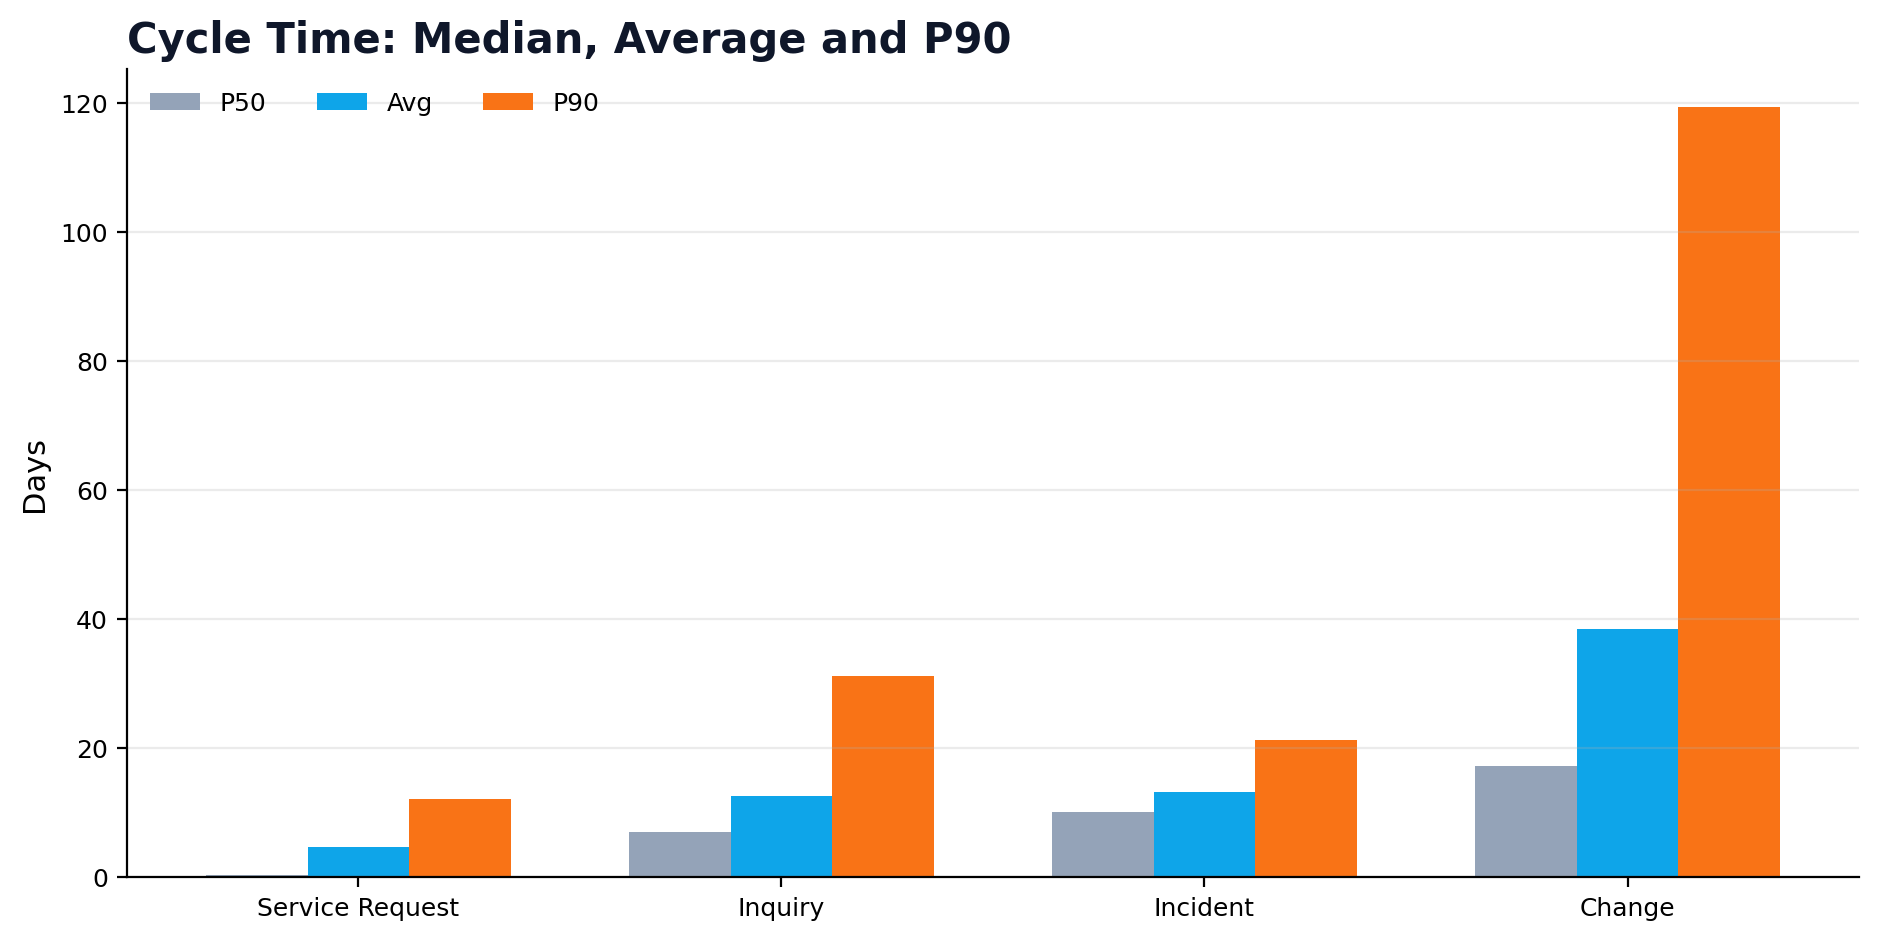 Cycle Time: Median, Average and P90
P50 Avg P90
120
100
80
60
40
20
0
Days
Service Request Inquiry Incident Change